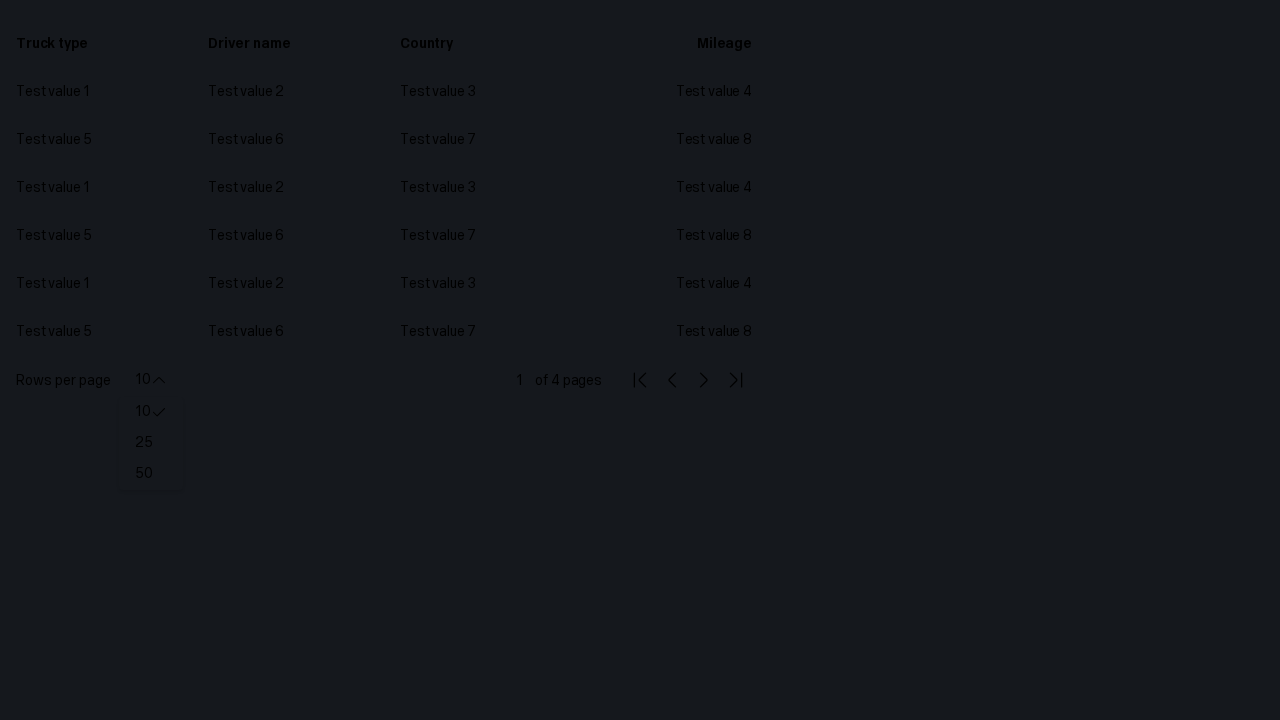 Truck type Driver name Country Mileage
Test value 1 Test value 2 Test value 3 Test value 4
Test value 5 Test value 6 Test value 7 Test value 8
Test value 1 Test value 2 Test value 3 Test value 4
Test value 5 Test value 6 Test value 7 Test value 8
Test value 1 Test value 2 Test value 3 Test value 4
Test value 5 Test value 6 Test value 7 Test value 8
Rows per page 10 1 of 4 pages
10
25
50